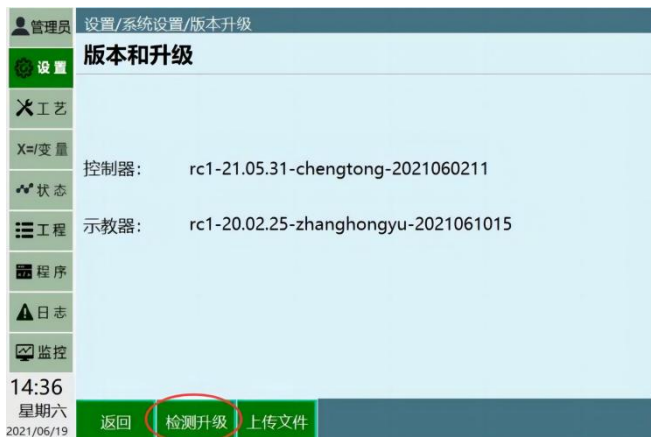 管理员
设置/系统设置/版本升级
版本和升级
设置
工艺
X=/变量
控制器： rc1-21.05.31-chengtong-2021060211
状态
工程
示教器： rc1-20.02.25-zhanghongyu-2021061015
程序
日志
监控
14:36
星期六
2021/06/19
返回 检测升级 上传文件